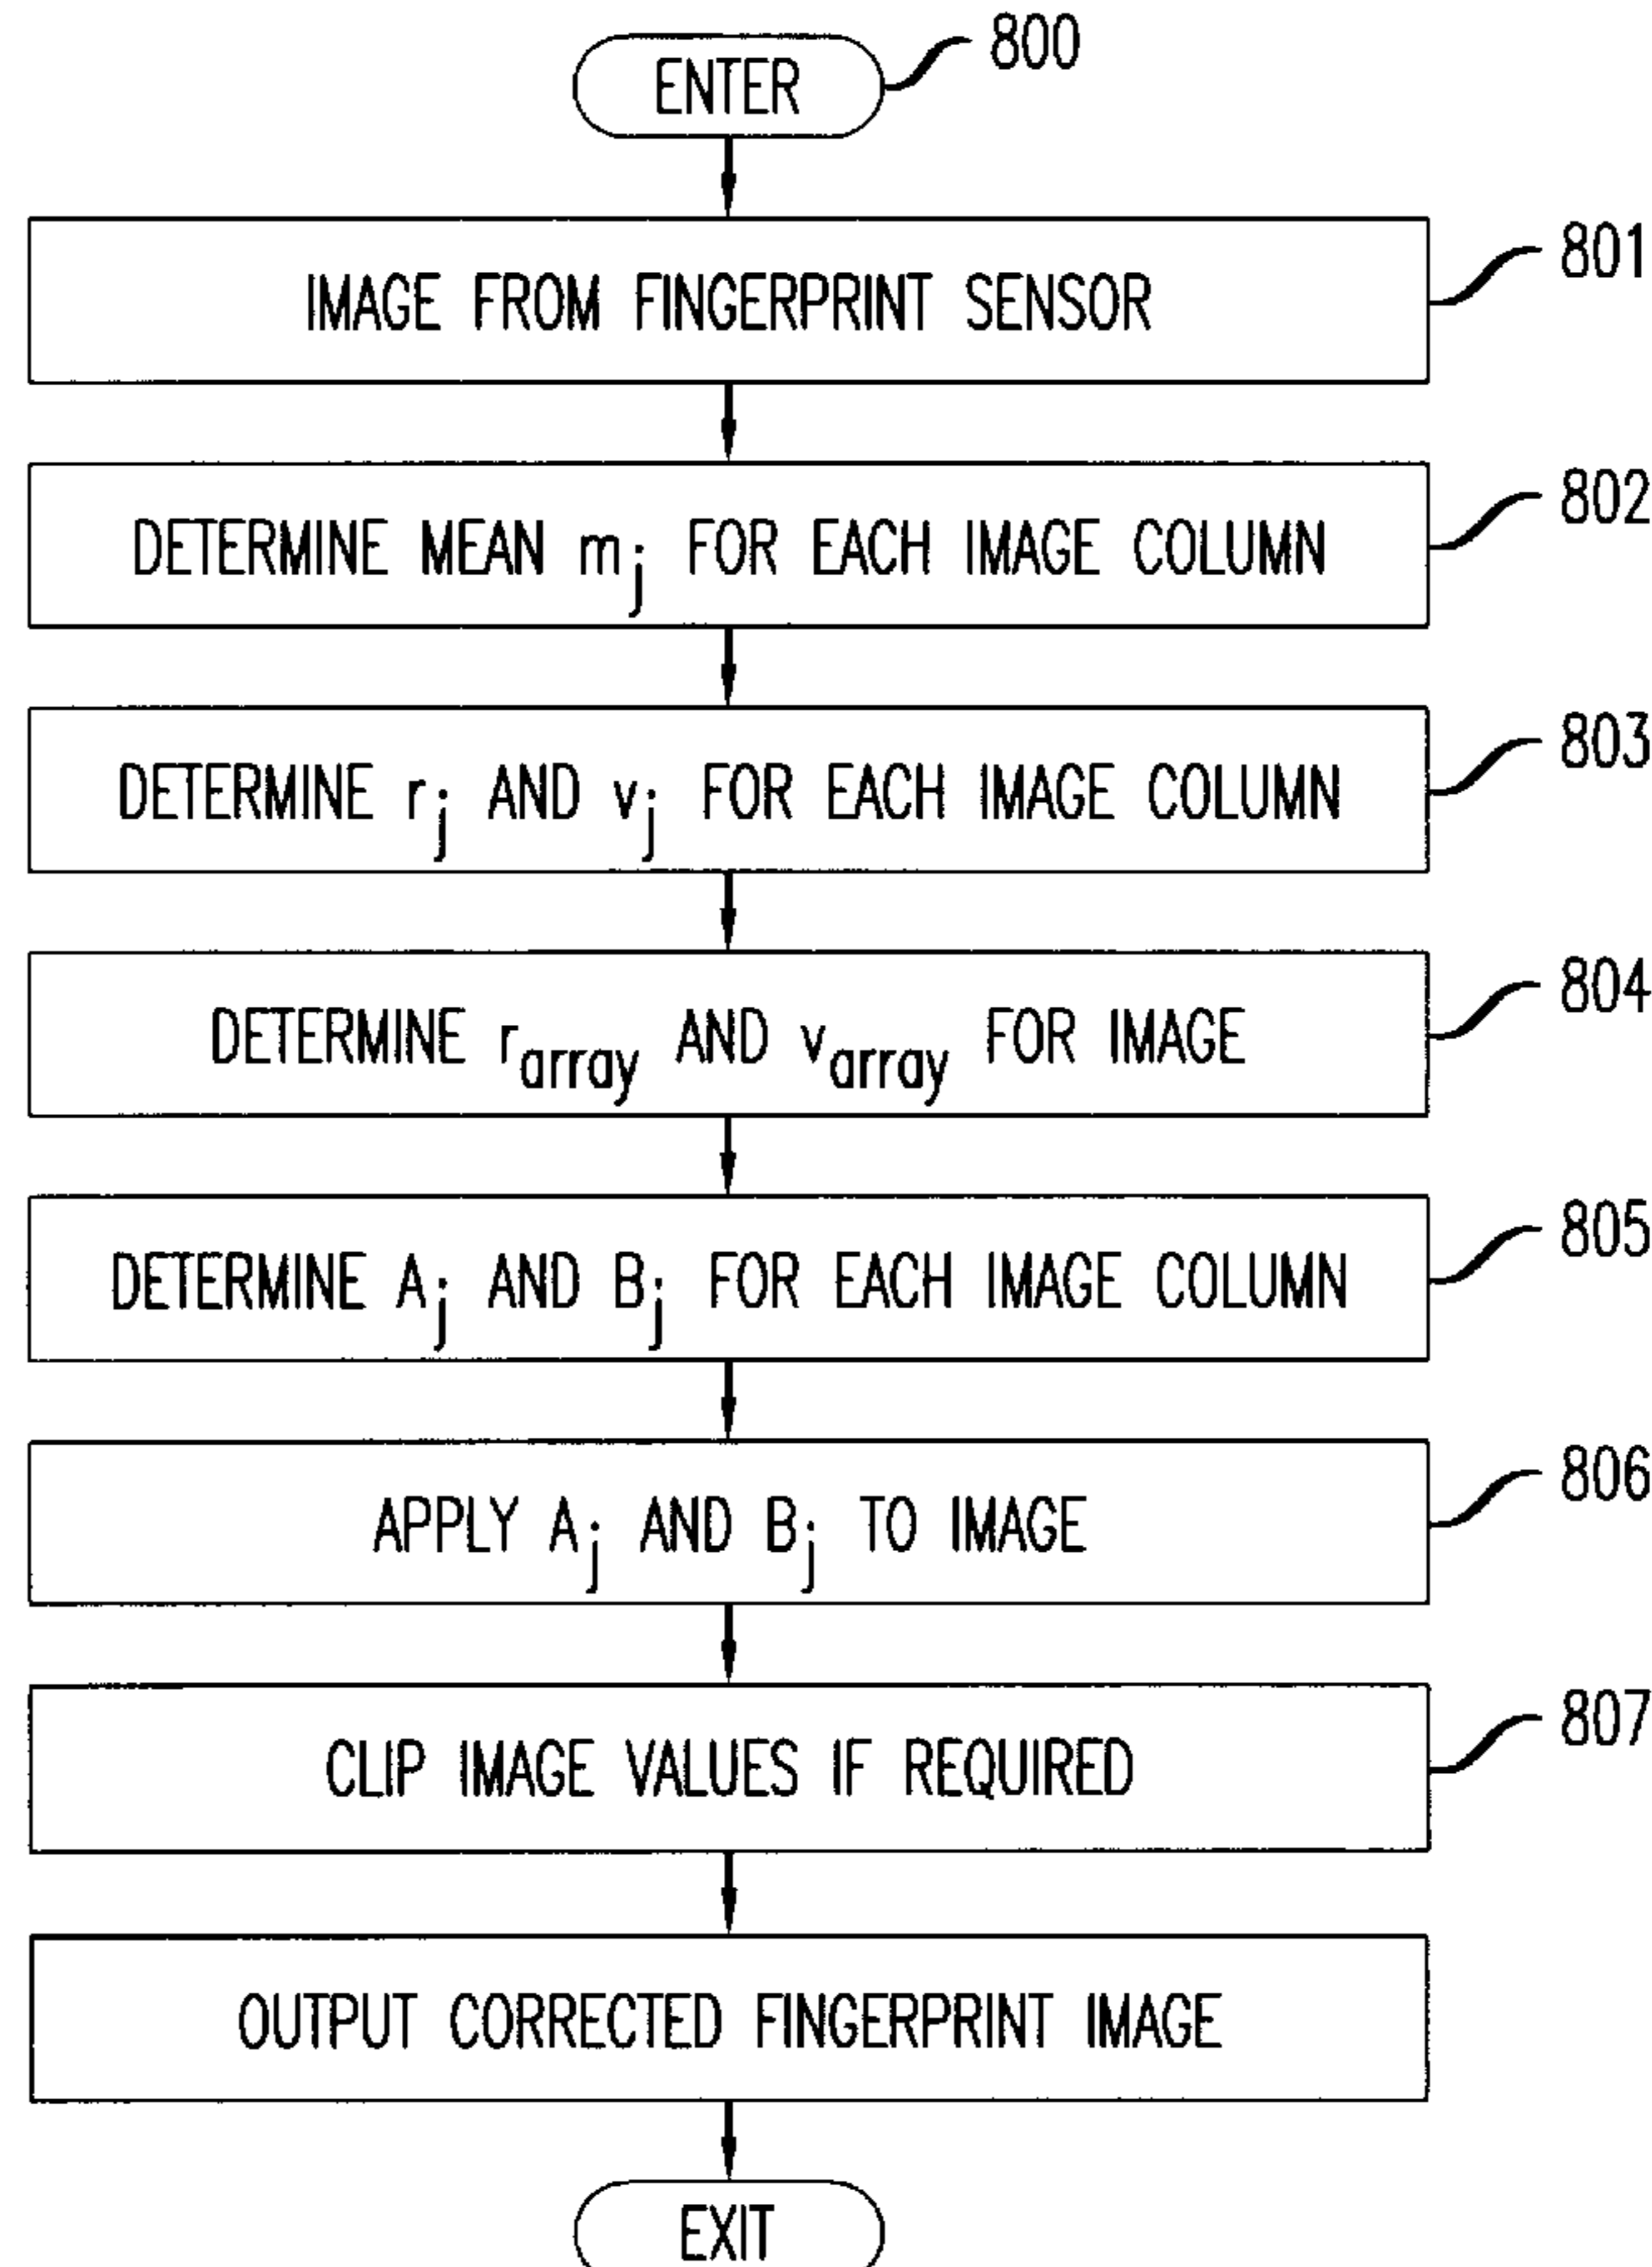 ENTER 800
IMAGE FROM FINGERPRINT SENSOR 801
DETERMINE MEAN mj FOR EACH IMAGE COLUMN 802
DETERMINE rj AND vj FOR EACH IMAGE COLUMN 803
DETERMINE rarray AND varray FOR IMAGE 804
DETERMINE Aj AND Bj FOR EACH IMAGE COLUMN 805
APPLY Aj AND Bj TO IMAGE 806
CLIP IMAGE VALUES IF REQUIRED 807
OUTPUT CORRECTED FINGERPRINT IMAGE
EXIT